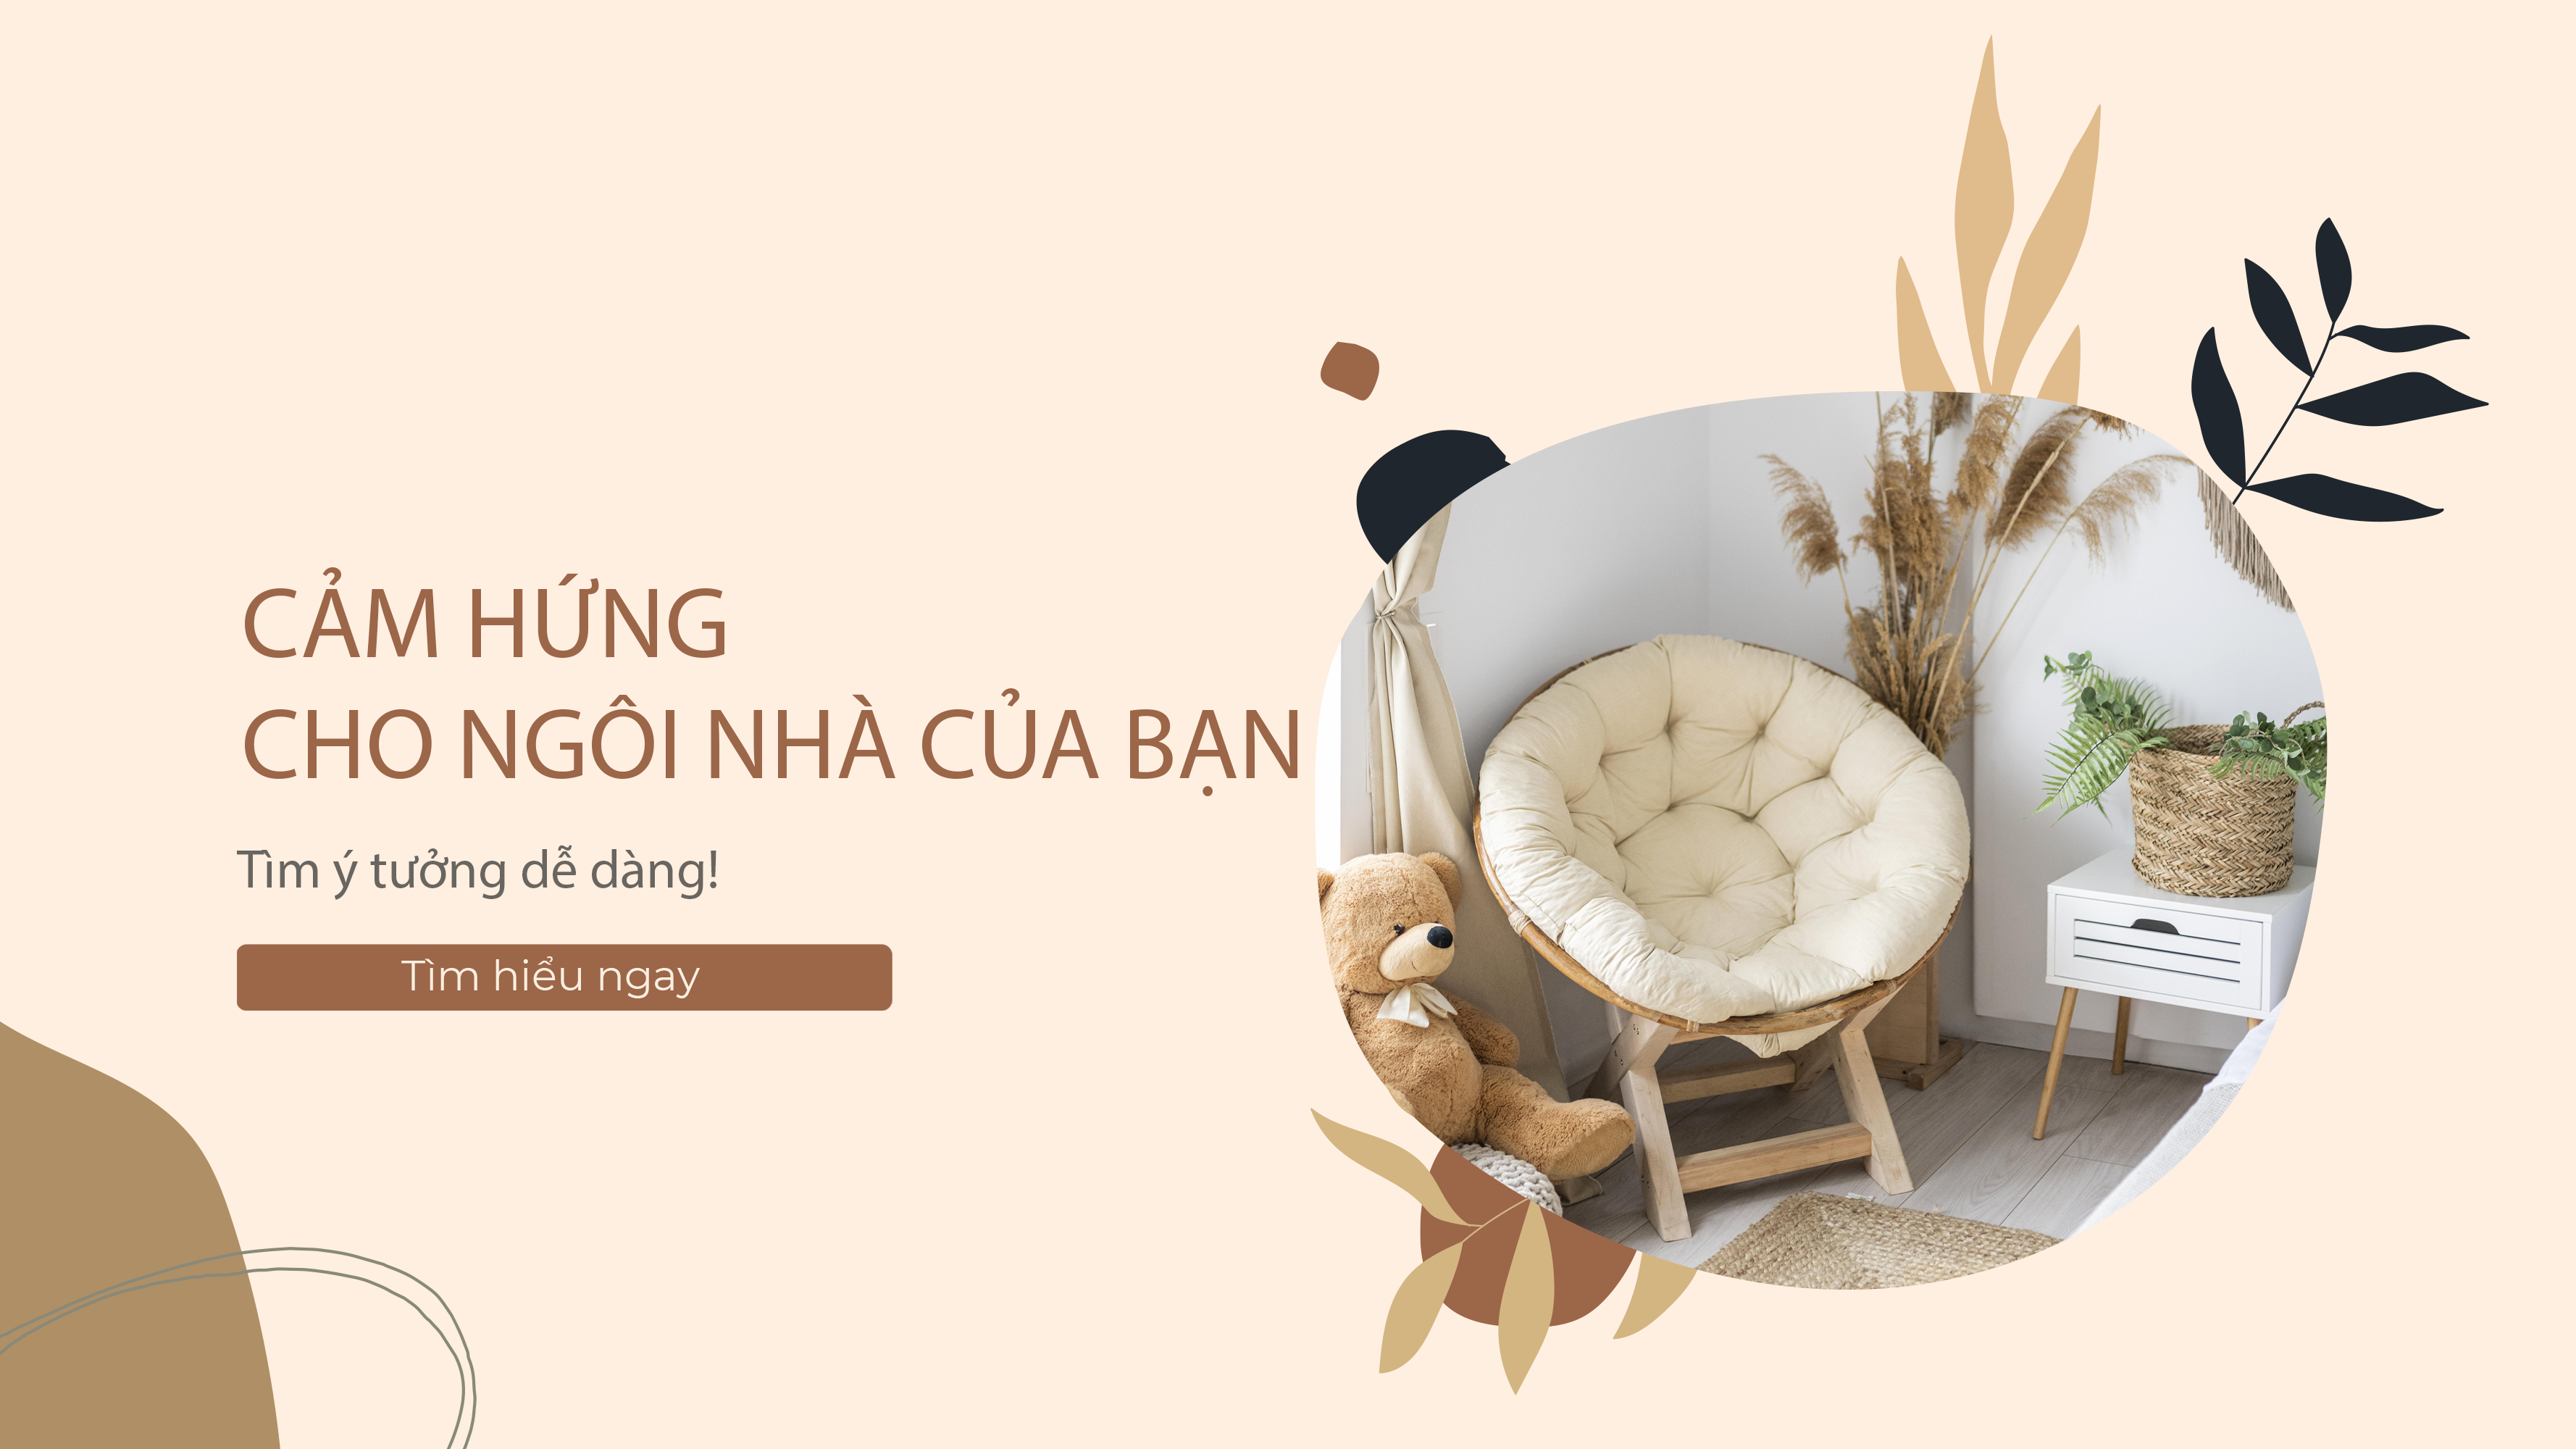 CẢM HỨNG
CHO NGÔI NHÀ CỦA BẠN
Tìm ý tưởng dễ dàng!
Tìm hiểu ngay